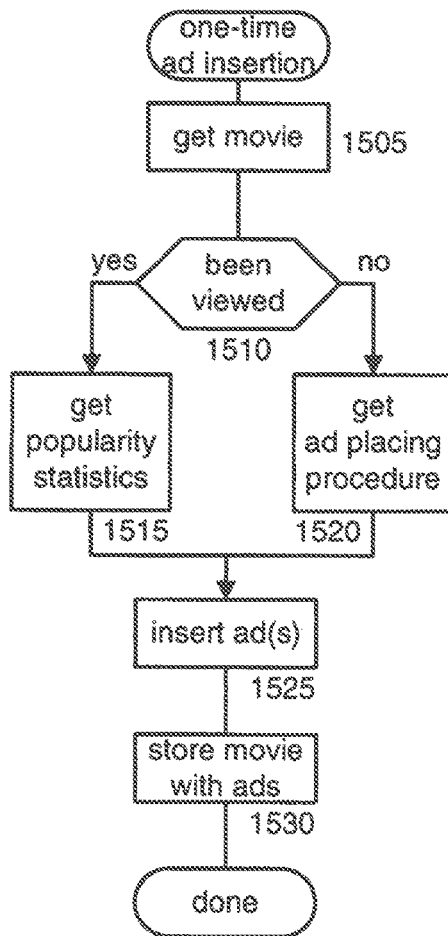 one-time
ad insertion
get movie
1505
yes
been
viewed
no
1510
get
popularity
statistics
get
ad placing
procedure
1515
1520
insert ad(s)
1525
store movie
with ads
1530
done